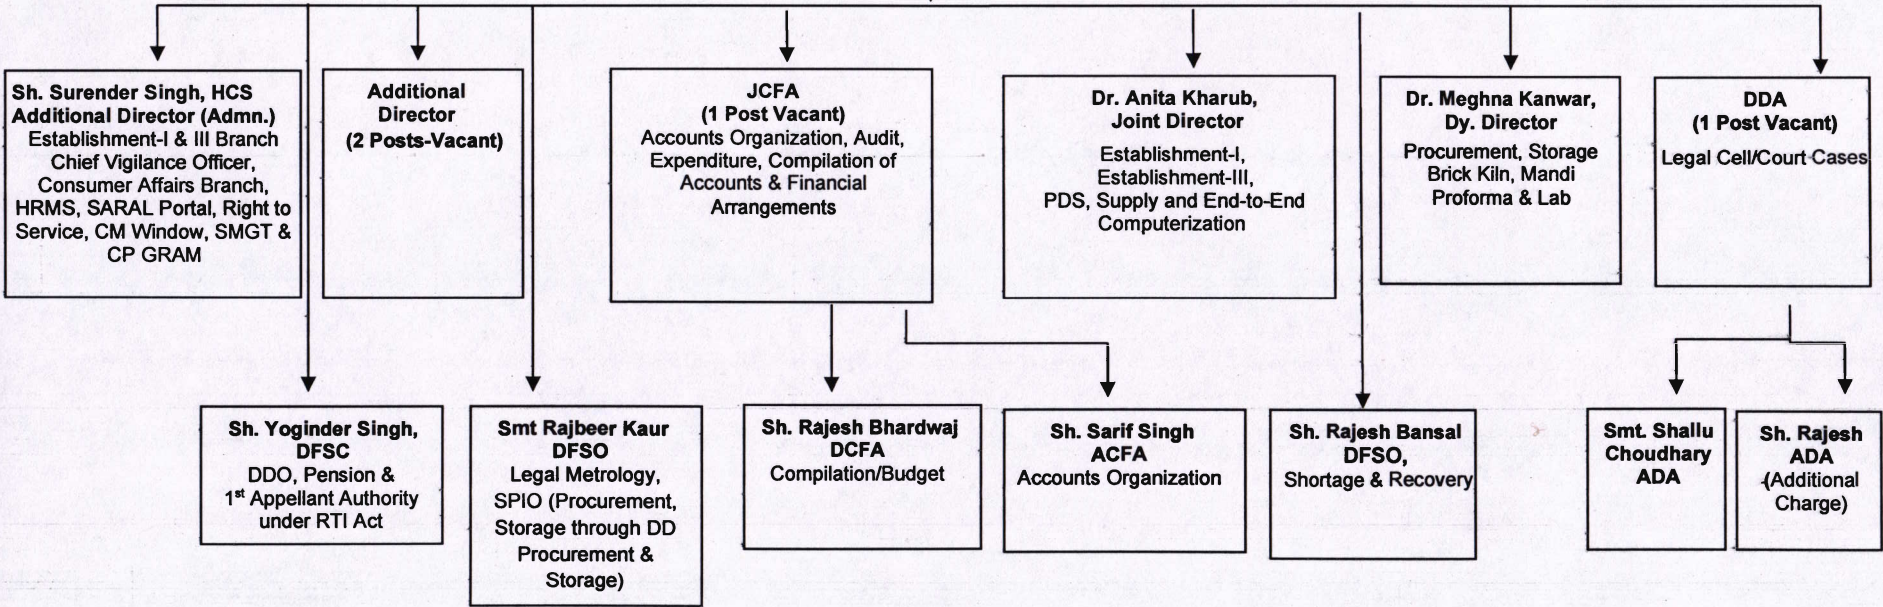 Sh. Surender Singh, HCS
Additional Director (Admn.)
Establishment-I & III Branch
Chief Vigilance Officer,
Consumer Affairs Branch,
HRMS, SARAL Portal, Right to
Service, CM Window, SMGT &
CP GRAM
Additional
Director
(2 Posts-Vacant)
JCFA
(1 Post Vacant)
Accounts Organization, Audit,
Expenditure, Compilation of
Accounts & Financial
Arrangements
Dr. Anita Kharub,
Joint Director
Establishment-I,
Establishment-III,
PDS, Supply and End-to-End
Computerization
Dr. Meghna Kanwar,
Dy. Director
Procurement, Storage
Brick Kiln, Mandi
Proforma & Lab
DDA
(1 Post Vacant)
Legal Cell/Court Cases
Sh. Yoginder Singh,
DFSC
DDO, Pension &
1st Appellant Authority
under RTI Act
Smt Rajbeer Kaur
DFSO
Legal Metrology,
SPIO (Procurement,
Storage through DD
Procurement &
Storage)
Sh. Rajesh Bhardwaj
DCFA
Compilation/Budget
Sh. Sarif Singh
ACFA
Accounts Organization
Sh. Rajesh Bansal
DFSO,
Shortage & Recovery
Smt. Shallu
Choudhary
ADA
Sh. Rajesh
ADA
(Additional
Charge)